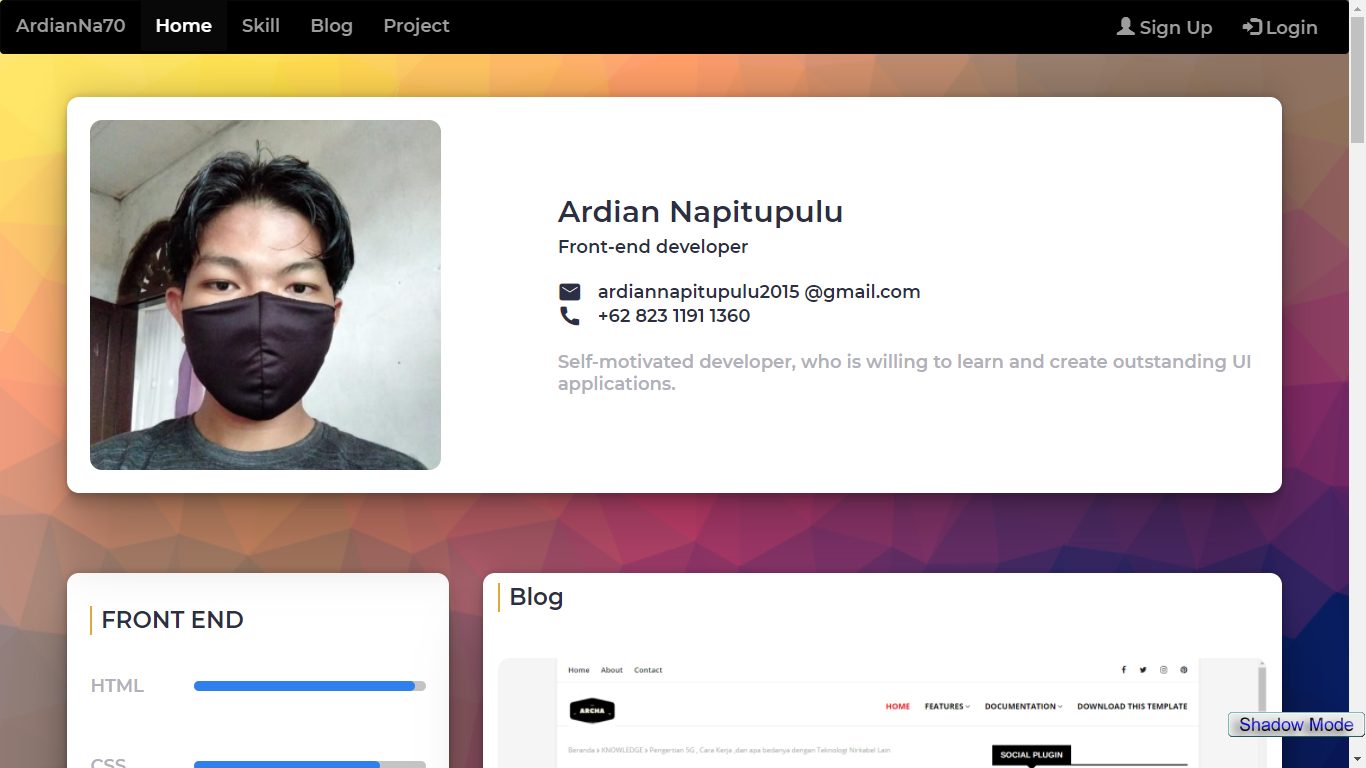 ArdianNa70 Home Skill Blog Project Sign Up Login
Ardian Napitupulu
Front-end developer
ardiannapitupulu2015 @gmail.com
+62 823 1191 1360
Self-motivated developer, who is willing to learn and create outstanding UI
applications.
FRONT END
HTML
CSS
Blog
Home About Contact
ARCHA
HOME FEATURES DOCUMENTATION DOWNLOAD THIS TEMPLATE
Beranda » KNOWLEDGE » Pengertian 5G , Cara Kerja ,dan apa bedanya dengan Teknologi Nirkabel Lain
SOCIAL PLUGIN
Shadow Mode